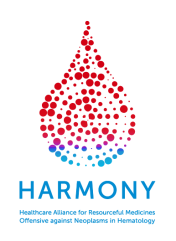 HARMONY
Healthcare Alliance for Resourceful Medicines
Offensive against Neoplasms in Hematology